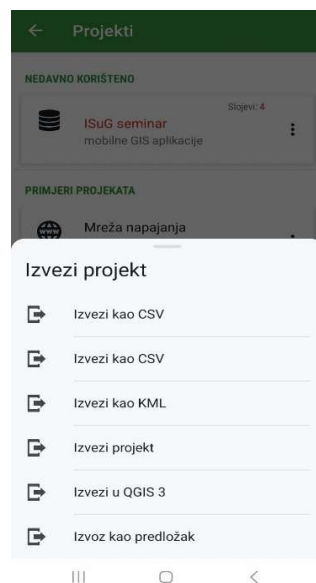 Projekti
NEDAVNO KORIŠTENO
Slojevi: 4
ISuG seminar
mobilne GIS aplikacije
PRIMJERI PROJEKATA
Mreža napajanja
Izvezi projekt
Izvezi kao CSV
Izvezi kao CSV
Izvezi kao KML
Izvezi projekt
Izvezi u QGIS 3
Izvoz kao predložak